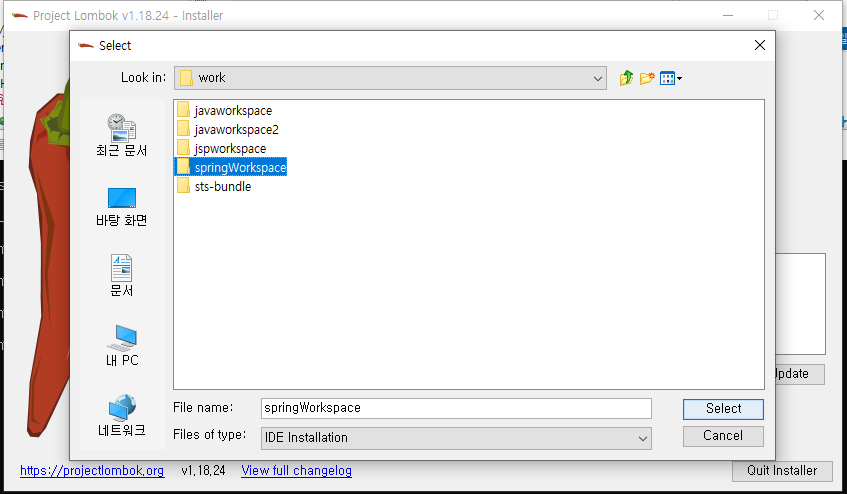 Project Lombok v1.18.24 - Installer
Select
Look in: work
javaworkspace
javaworkspace2
jspworkspace
springWorkspace
sts-bundle
최근 문서
바탕 화면
문서
내 PC
네트워크
File name: springWorkspace
Select
Files of type: IDE Installation
Cancel
https://projectlombok.org v1.18.24 View full changelog
Quit Installer